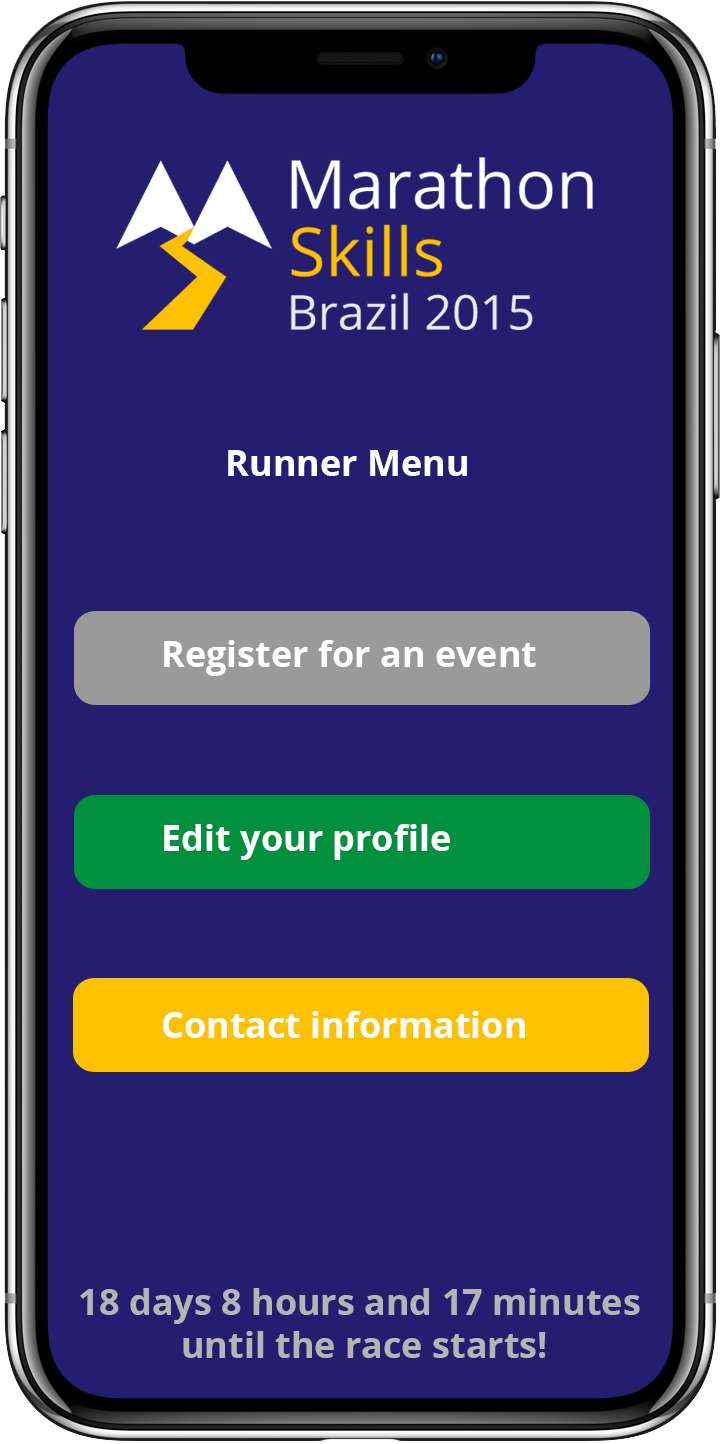 Marathon
Skills
Brazil 2015
Runner Menu
Register for an event
Edit your profile
Contact information
18 days 8 hours and 17 minutes
until the race starts!